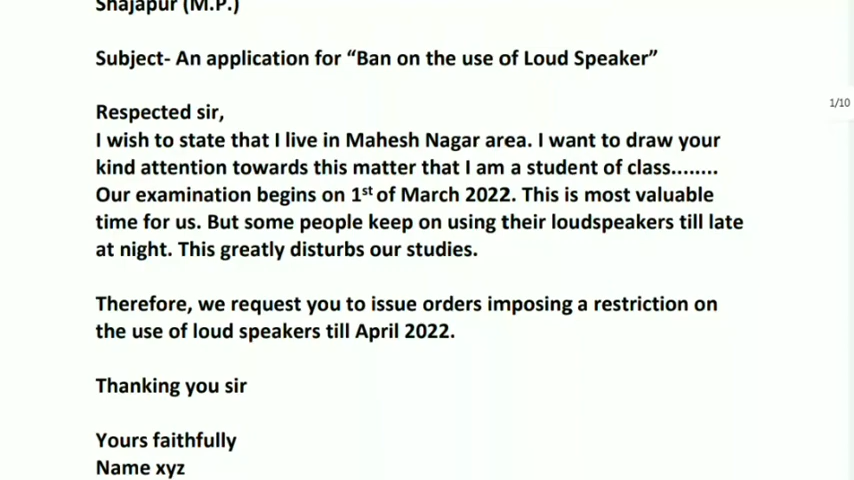 Shajapur (M.P.)
Subject- An application for “Ban on the use of Loud Speaker”
Respected sir,
1/10
I wish to state that I live in Mahesh Nagar area. I want to draw your
kind attention towards this matter that I am a student of class........
Our examination begins on 1st of March 2022. This is most valuable
time for us. But some people keep on using their loudspeakers till late
at night. This greatly disturbs our studies.
Therefore, we request you to issue orders imposing a restriction on
the use of loud speakers till April 2022.
Thanking you sir
Yours faithfully
Name xyz